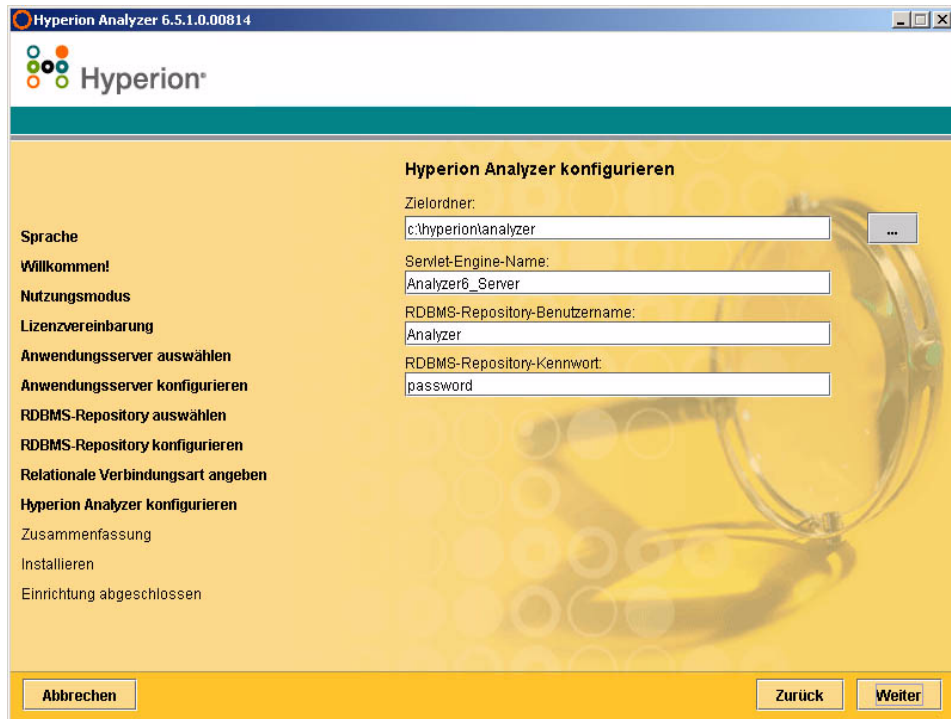 Hyperion Analyzer 6.5.1.0.00814
Hyperion®
Sprache
Willkommen!
Nutzungsmodus
Lizenzvereinbarung
Anwendungsserver auswählen
Anwendungsserver konfigurieren
RDBMS-Repository auswählen
RDBMS-Repository konfigurieren
Relationale Verbindungsart angeben
Hyperion Analyzer konfigurieren
Zusammenfassung
Installieren
Einrichtung abgeschlossen
Hyperion Analyzer konfigurieren
Zielordner:
c:\hyperion\analyzer
...
Servlet-Engine-Name:
Analyzer6_Server
RDBMS-Repository-Benutzername:
Analyzer
RDBMS-Repository-Kennwort:
password
Abbrechen
Zurück
Weiter